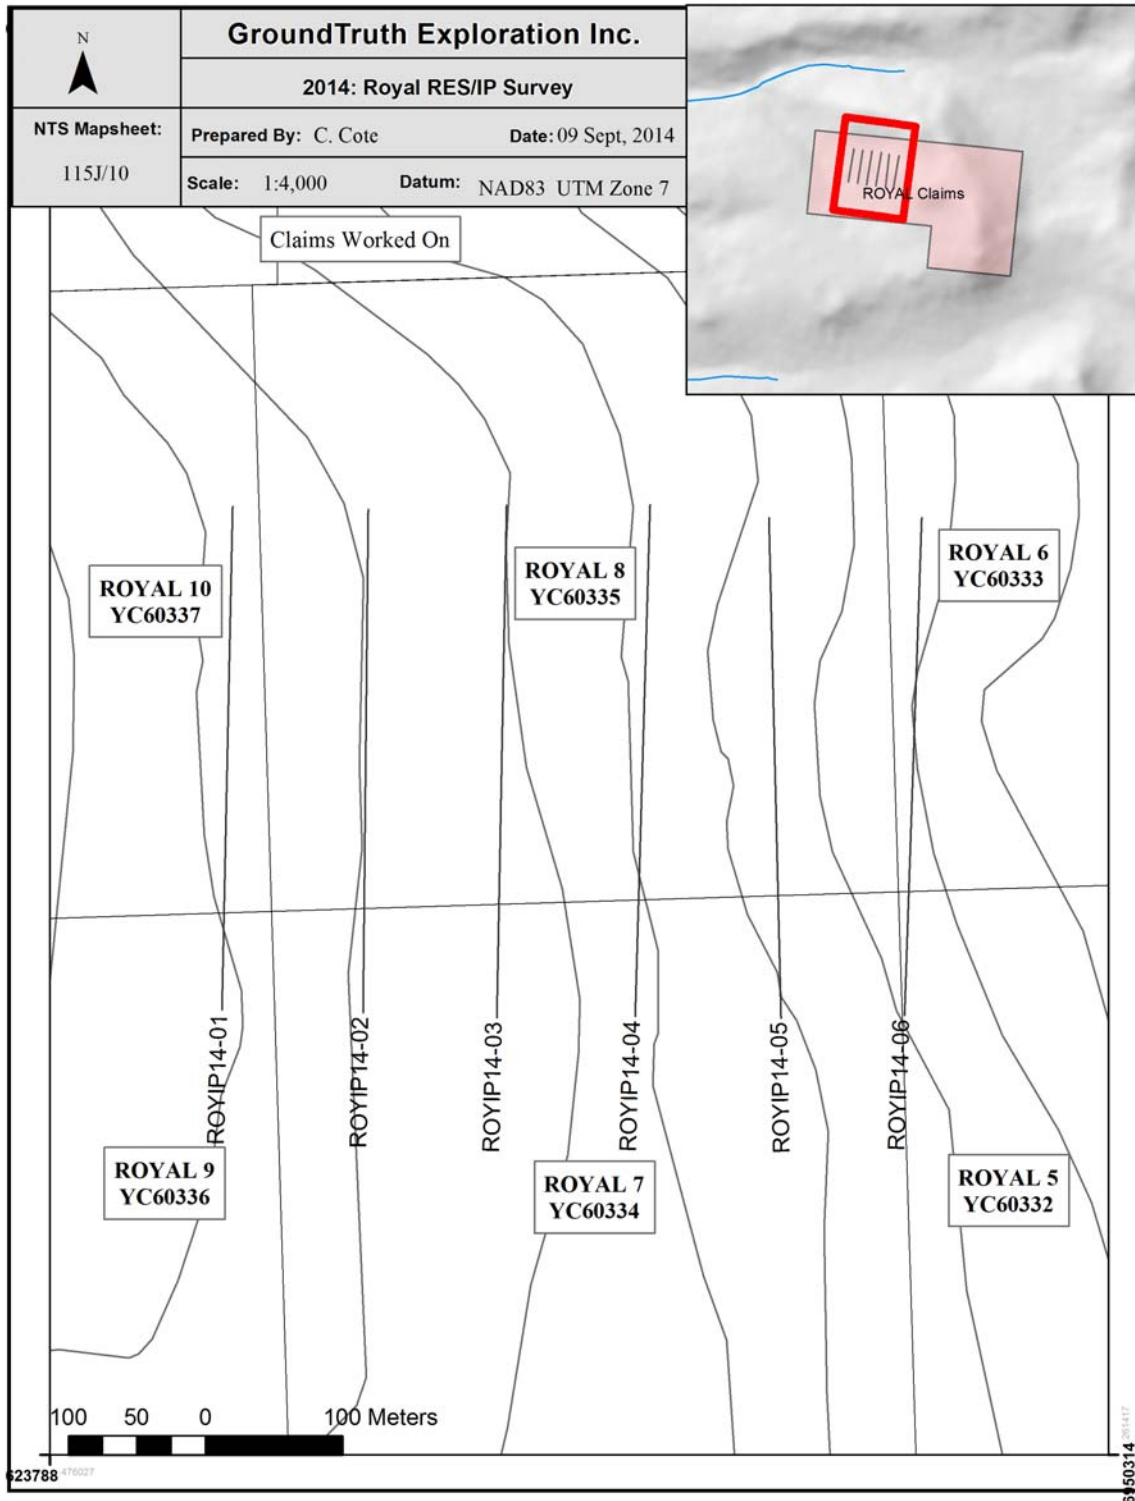 N
GroundTruth Exploration Inc.
2014: Royal RES/IP Survey
NTS Mapsheet:
115J/10
Prepared By: C. Cote
Date: 09 Sept, 2014
Scale: 1:4,000
Datum: NAD83 UTM Zone 7
ROYAL Claims
Claims Worked On
ROYAL 10
YC60337
ROYAL 8
YC60335
ROYAL 6
YC60333
ROYIP14-01
ROYIP14-02
ROYIP14-03
ROYIP14-04
ROYIP14-05
ROYIP14-06
ROYAL 9
YC60336
ROYAL 7
YC60334
ROYAL 5
YC60332
100 50 0 100 Meters
623788 .476027
6950314 .261417